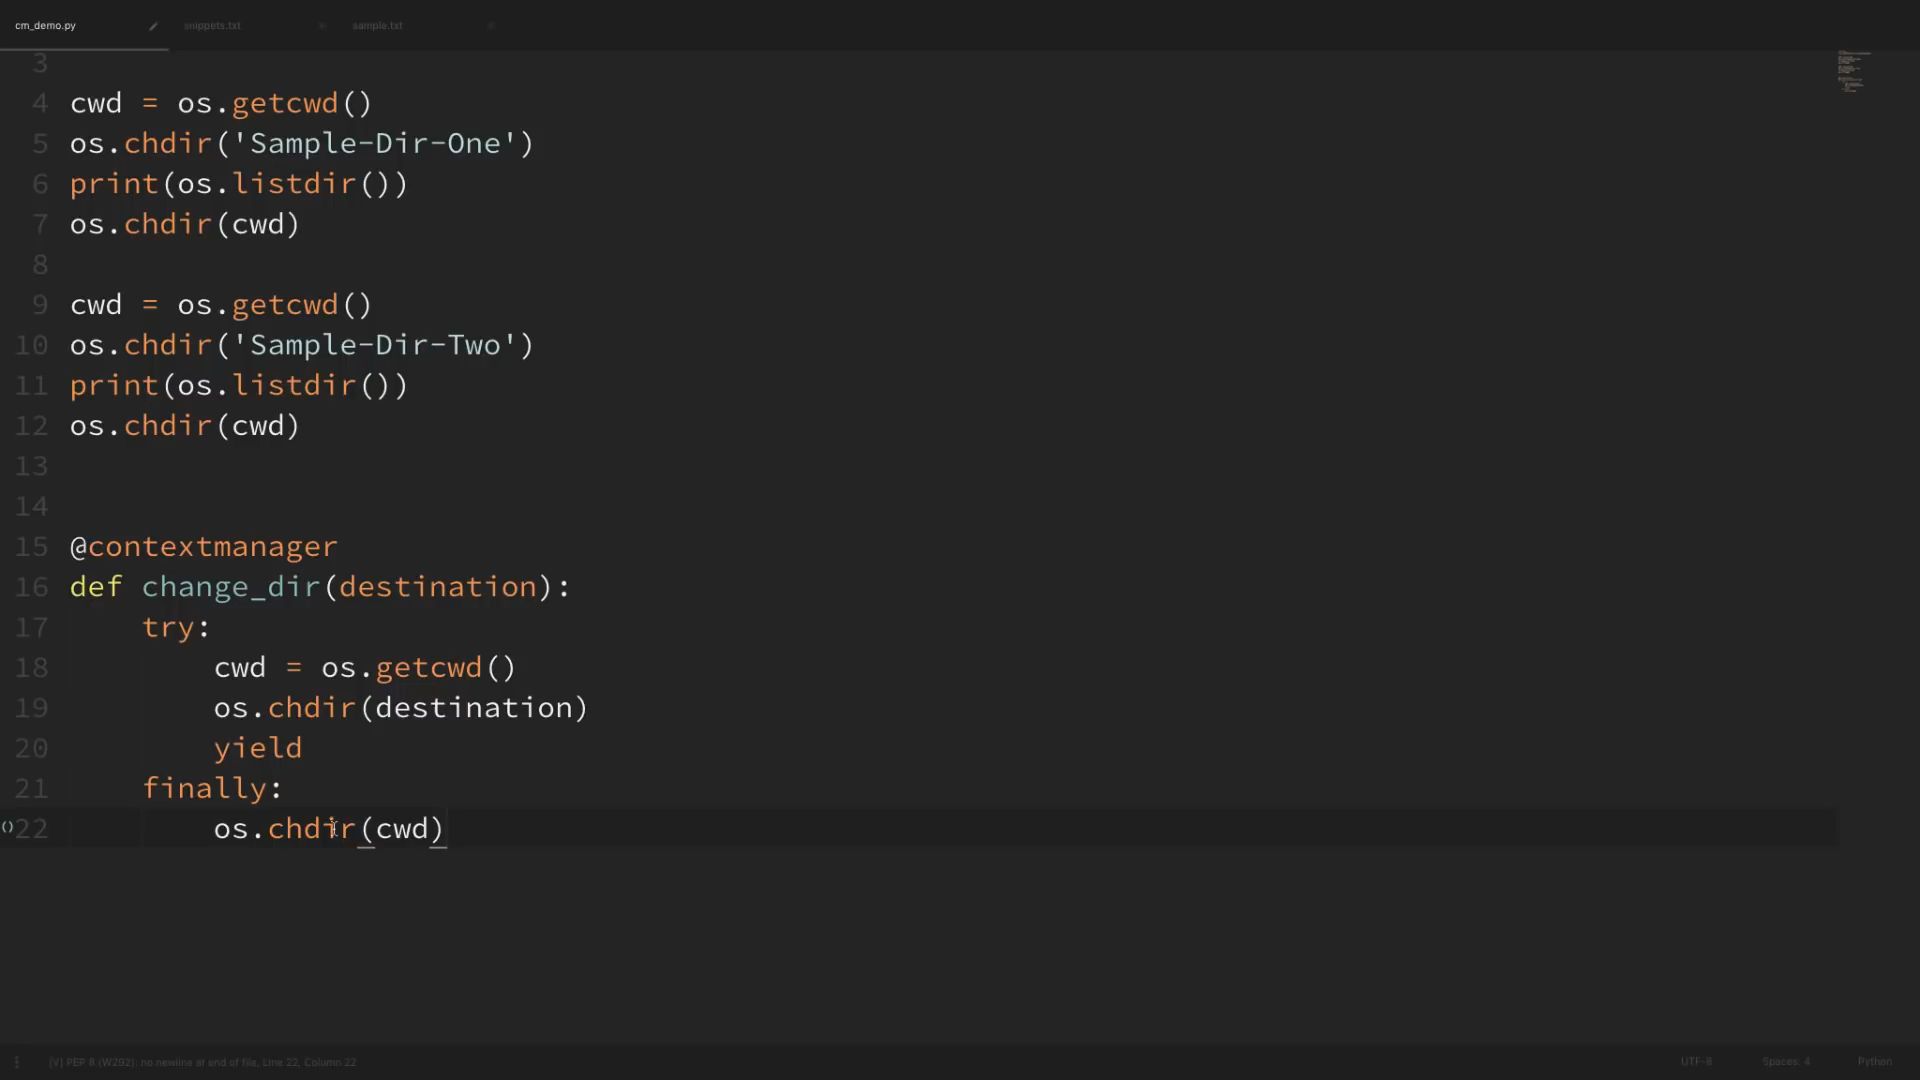 cm_demo.py snippets.txt sample.txt
3
4 cwd = os.getcwd()
5 os.chdir('Sample-Dir-One')
6 print(os.listdir())
7 os.chdir(cwd)
8
9 cwd = os.getcwd()
10 os.chdir('Sample-Dir-Two')
11 print(os.listdir())
12 os.chdir(cwd)
13
14
15 @contextmanager
16 def change_dir(destination):
17     try:
18         cwd = os.getcwd()
19         os.chdir(destination)
20         yield
21     finally:
()22         os.chdir(cwd)
[V] PEP 8 (W292): no newline at end of file, Line 22, Column 22 UTF-8 Spaces: 4 Python